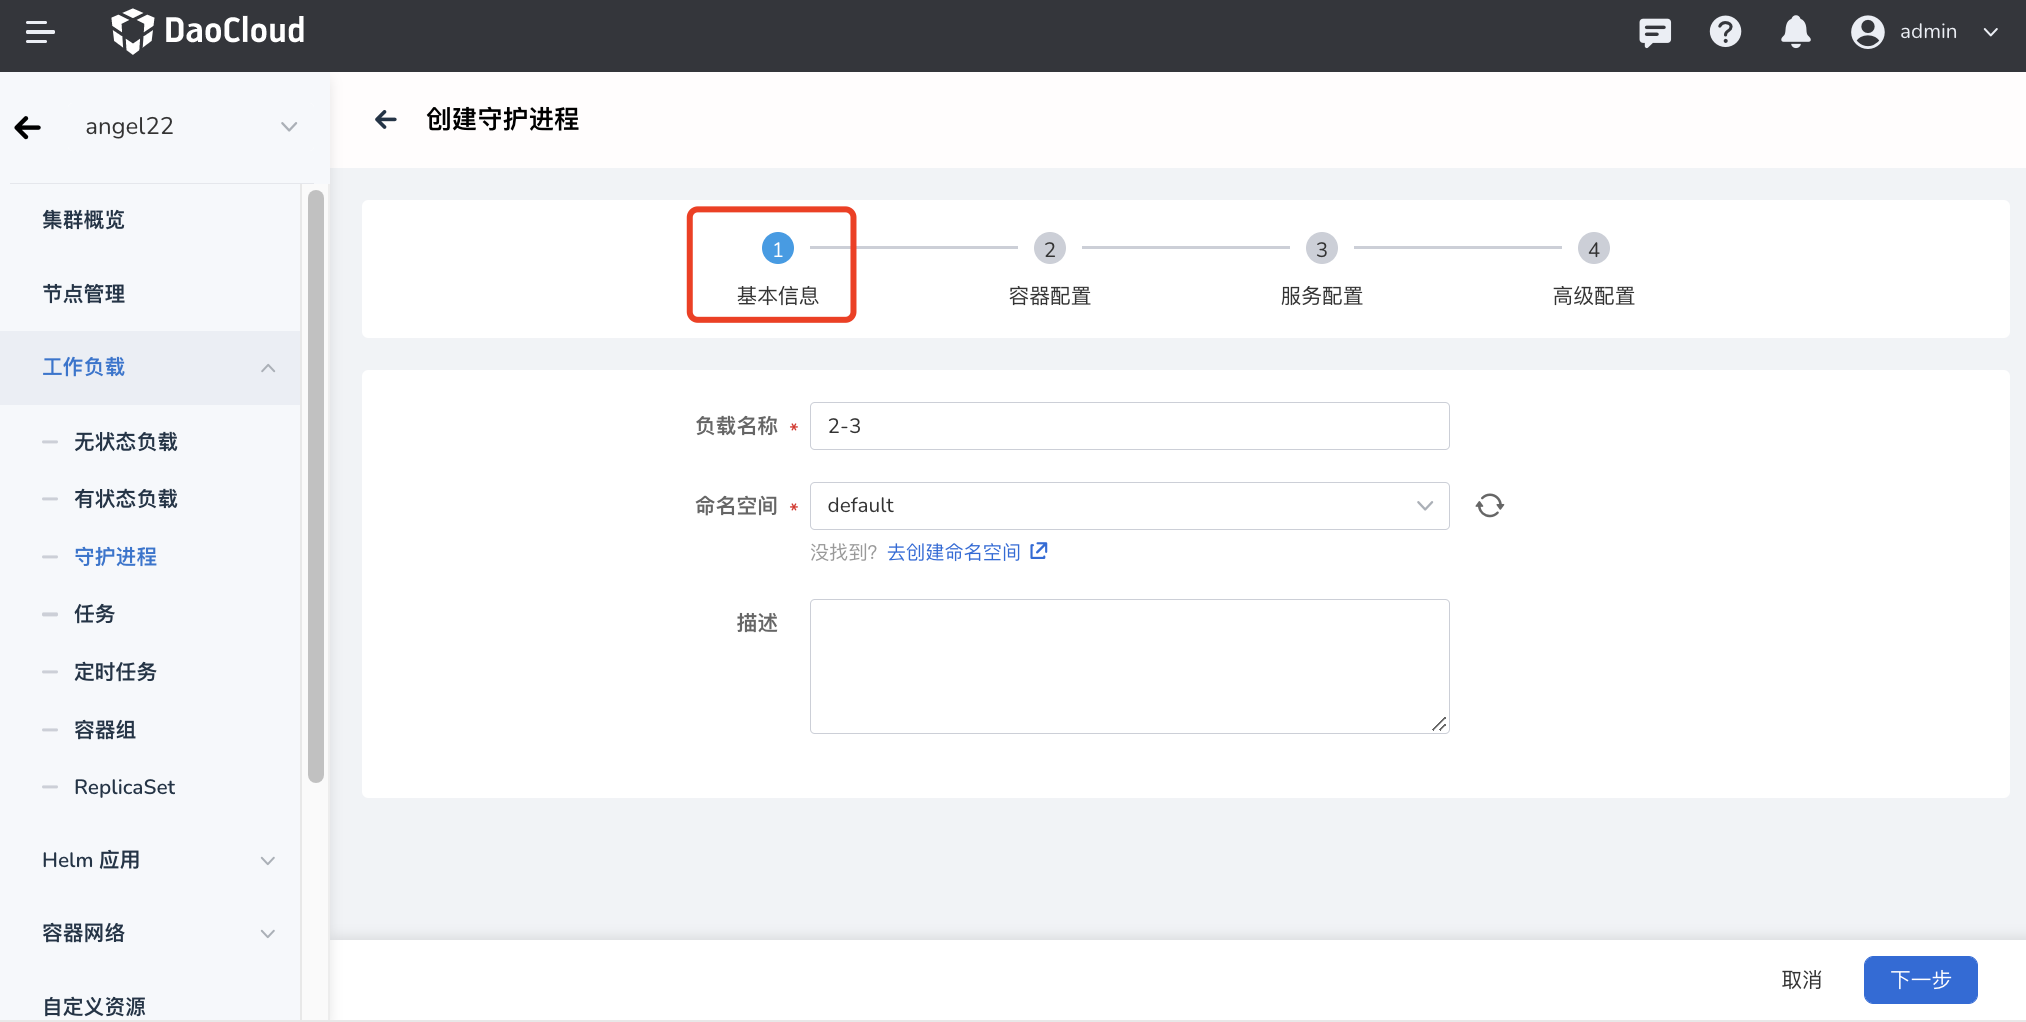 DaoCloud
admin
angel22
创建守护进程
集群概览
节点管理
工作负载
无状态负载
有状态负载
守护进程
任务
定时任务
容器组
ReplicaSet
Helm 应用
容器网络
自定义资源
1
2
3
4
基本信息
容器配置
服务配置
高级配置
负载名称 *
2-3
命名空间 *
default
没找到? 去创建命名空间
描述
取消
下一步